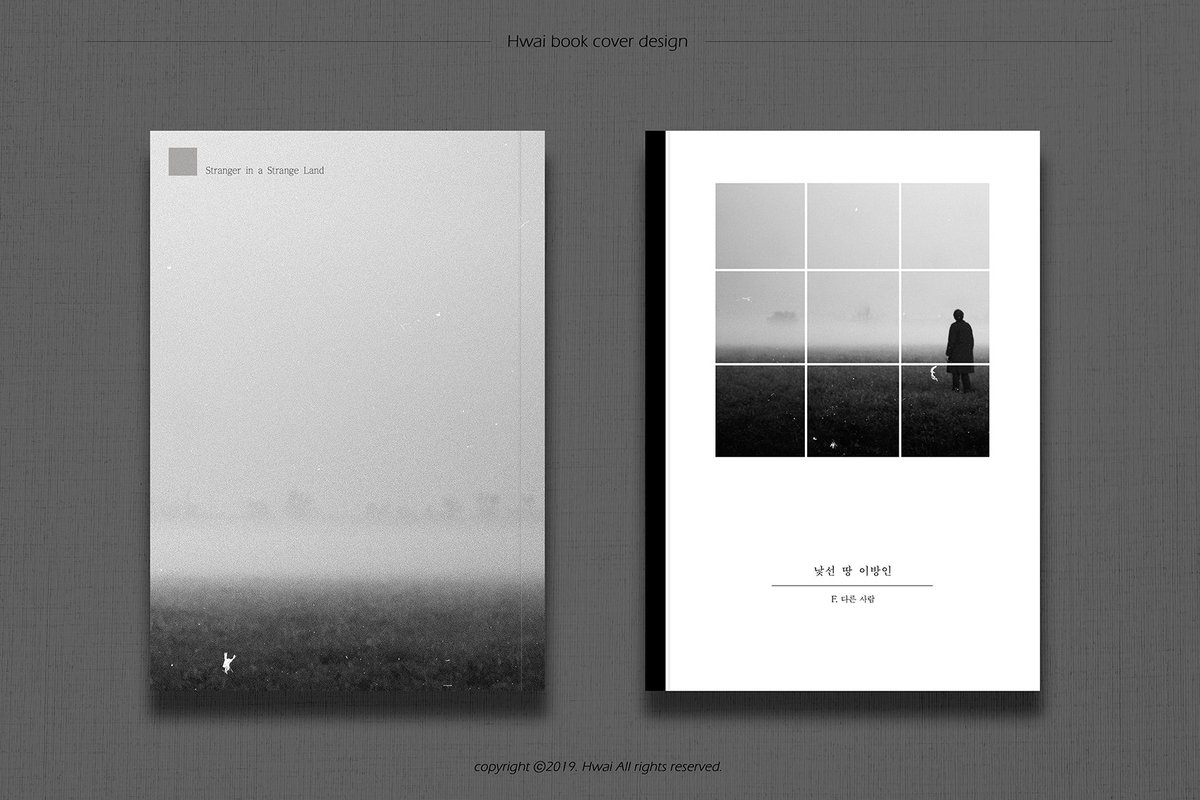 Hwai book cover design
Stranger in a Strange Land
낯선 땅 이방인
F. 다른 사람
copyright ©2019. Hwai All rights reserved.